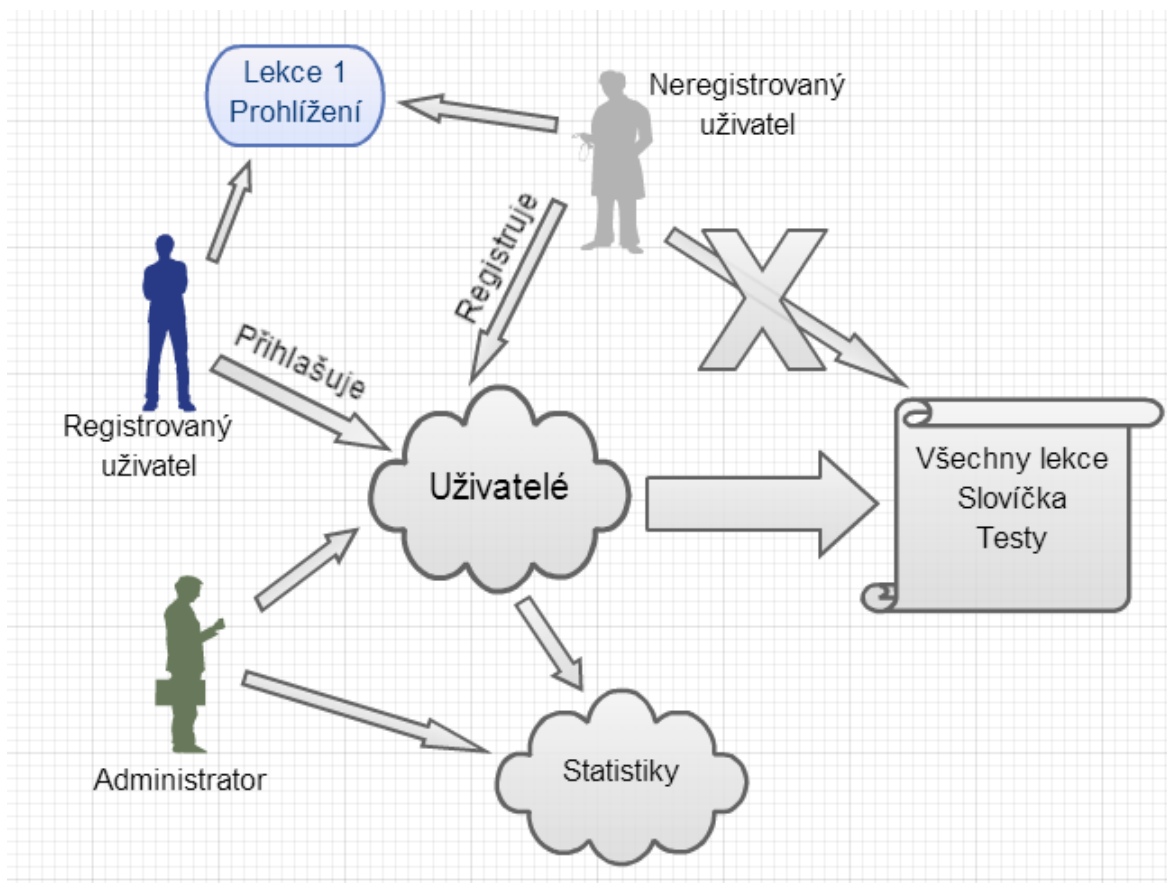 Lekce 1
Prohlížení
Neregistrovaný
uživatel
Registruje
Přihlašuje
Registrovaný
uživatel
Uživatelé
Všechny lekce
Slovíčka
Testy
Administrator
Statistiky